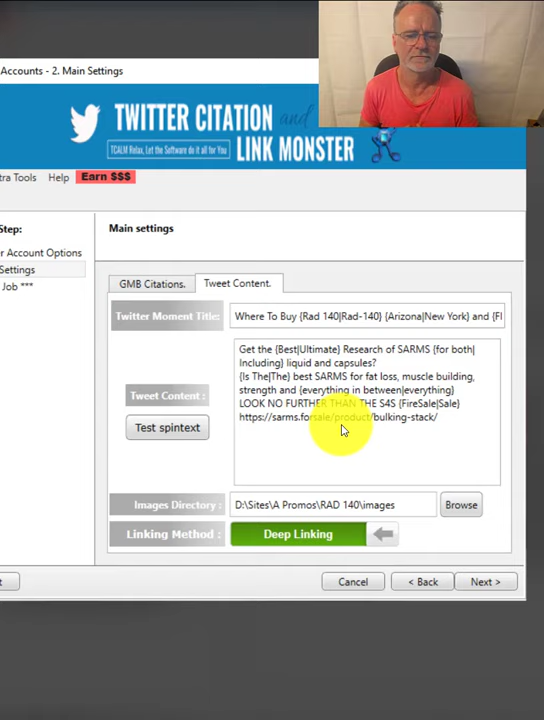 Accounts - 2. Main Settings
TWITTER CITATION and
TCALM Relax, Let the Software do it all for You
LINK MONSTER
tra Tools Help Earn $$$
Step:
Main settings
er Account Options
Settings
Job ***
GMB Citations. Tweet Content.
Twitter Moment Title: Where To Buy {Rad 140|Rad-140} {Arizona|New York} and {Fl
Tweet Content :
Test spintext
Get the {Best|Ultimate} Research of SARMS {for both|
Including} liquid and capsules?
{Is The|The} best SARMS for fat loss, muscle building,
strength and {everything in between|everything}
LOOK NO FURTHER THAN THE S4S {FireSale|Sale}
https://sarms.forsale/product/bulking-stack/
Images Directory : D:\Sites\A Promos\RAD 140\images Browse
Linking Method : Deep Linking
t Cancel < Back Next >